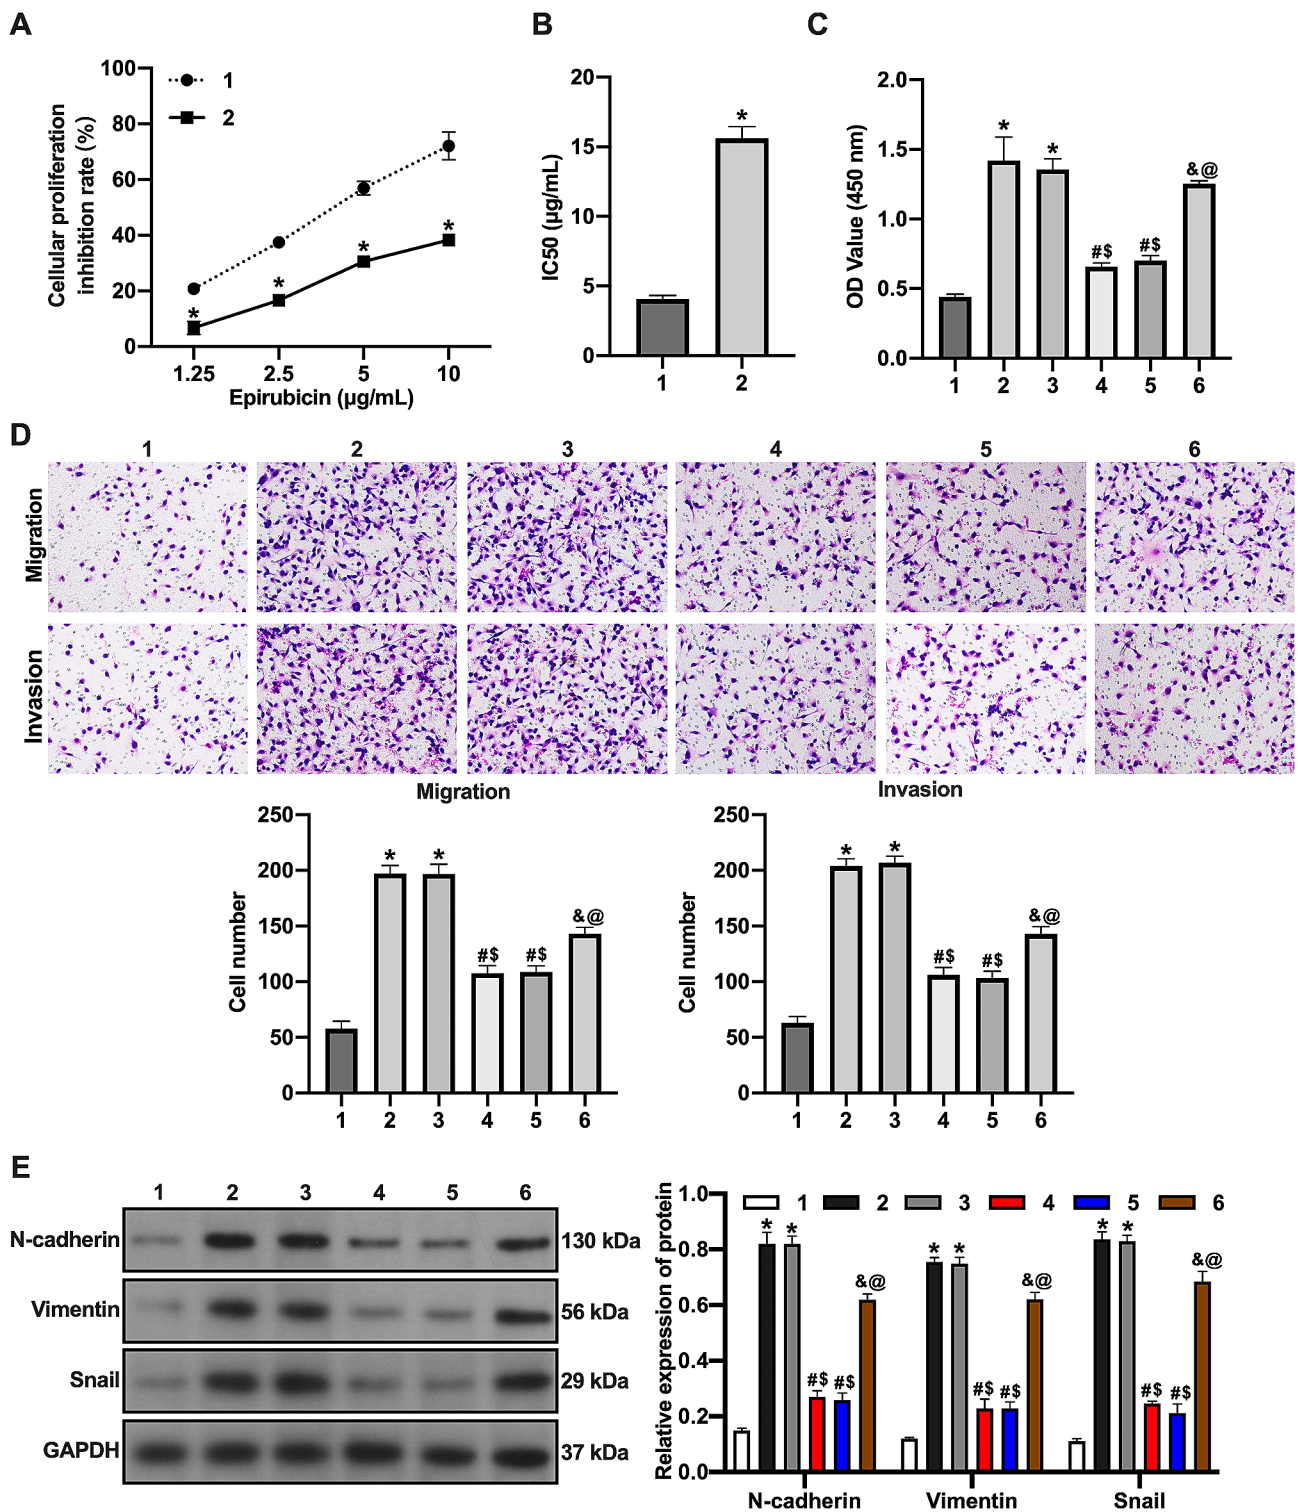 A
Cellular proliferation
inhibition rate (%)
100
80
60
40
20
0
1
2
*
*
*
*
1.25 2.5 5 10
Epirubicin (μg/mL)
B
IC50 (μg/mL)
20
15
10
5
0
*
1 2
C
OD Value (450 nm)
2.0
1.5
1.0
0.5
0.0
* * #$ #$ &@
1 2 3 4 5 6
D
1 2 3 4 5 6
Migration
Invasion
Migration
Cell number
250
200
150
100
50
0
* * #$ #$ &@
1 2 3 4 5 6
Invasion
Cell number
250
200
150
100
50
0
* * #$ #$ &@
1 2 3 4 5 6
E
1 2 3 4 5 6
N-cadherin 130 kDa
Vimentin 56 kDa
Snail 29 kDa
GAPDH 37 kDa
Relative expression of protein
1.0
0.8
0.6
0.4
0.2
0.0
1 2 3 4 5 6
* * #$ #$ &@
* * #$ #$ &@
* * #$ #$ &@
N-cadherin Vimentin Snail